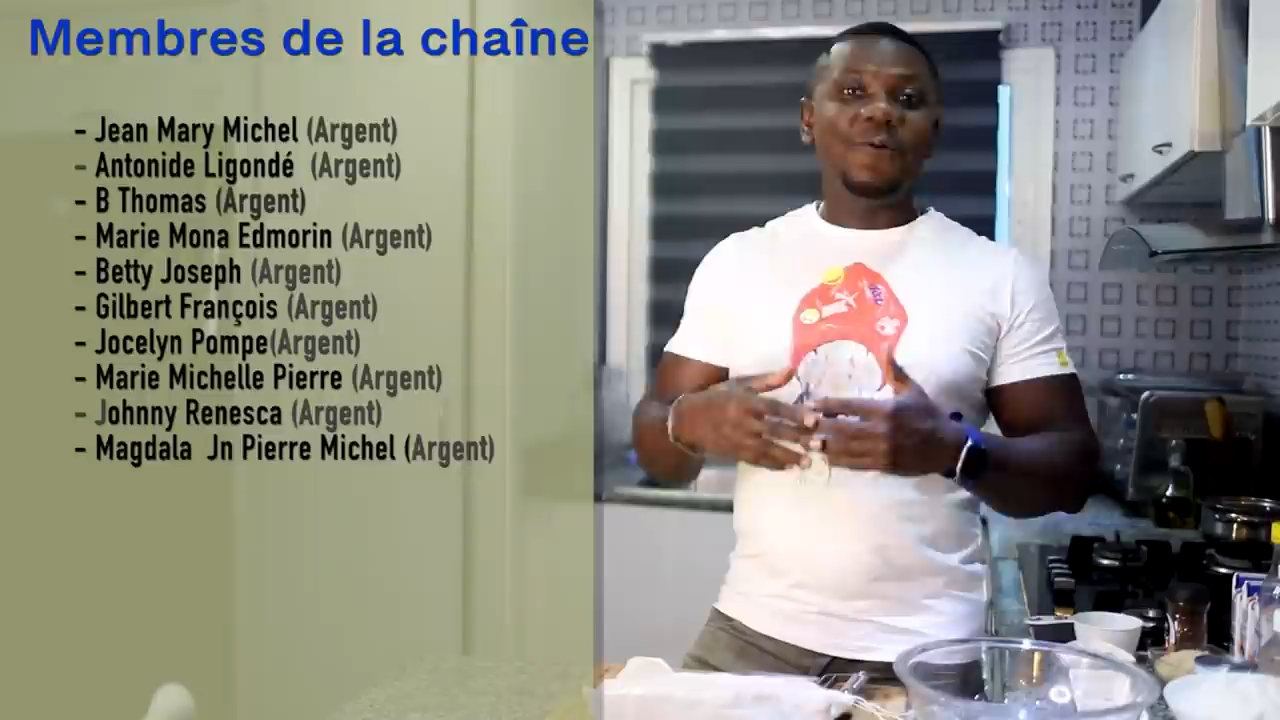 Membres de la chaîne
- Jean Mary Michel (Argent)
- Antonide Ligondé (Argent)
- B Thomas (Argent)
- Marie Mona Edmorin (Argent)
- Betty Joseph (Argent)
- Gilbert François (Argent)
- Jocelyn Pompe(Argent)
- Marie Michelle Pierre (Argent)
- Johnny Renesca (Argent)
- Magdala Jn Pierre Michel (Argent)